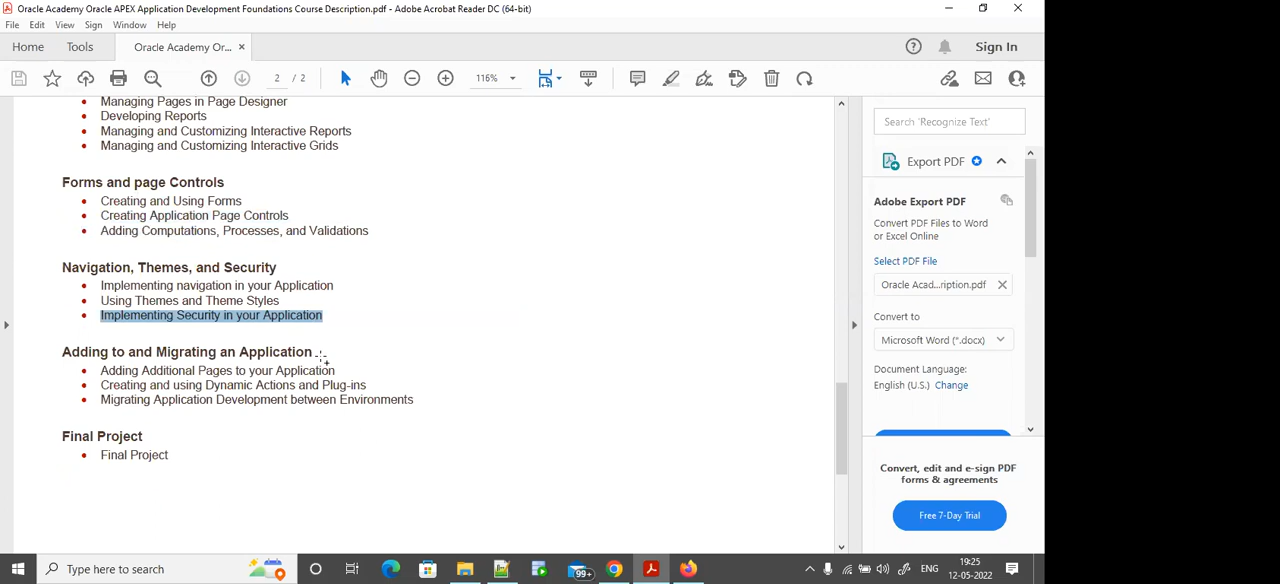 Oracle Academy Oracle APEX Application Development Foundations Course Description.pdf - Adobe Acrobat Reader DC (64-bit)
File Edit View Sign Window Help
Home Tools Oracle Academy Or... × Sign In
2 / 2 116%
Managing Pages in Page Designer
Developing Reports
Managing and Customizing Interactive Reports
Managing and Customizing Interactive Grids
Forms and page Controls
Creating and Using Forms
Creating Application Page Controls
Adding Computations, Processes, and Validations
Navigation, Themes, and Security
Implementing navigation in your Application
Using Themes and Theme Styles
Implementing Security in your Application
Adding to and Migrating an Application
Adding Additional Pages to your Application
Creating and using Dynamic Actions and Plug-ins
Migrating Application Development between Environments
Final Project
Final Project
Search 'Recognize Text'
Export PDF
Adobe Export PDF
Convert PDF Files to Word
or Excel Online
Select PDF File
Oracle Acad...ription.pdf
Convert to
Microsoft Word (*.docx)
Document Language:
English (U.S.) Change
Convert, edit and e-sign PDF
forms & agreements
Free 7-Day Trial
Type here to search
99+
ENG
19:25
12-05-2022